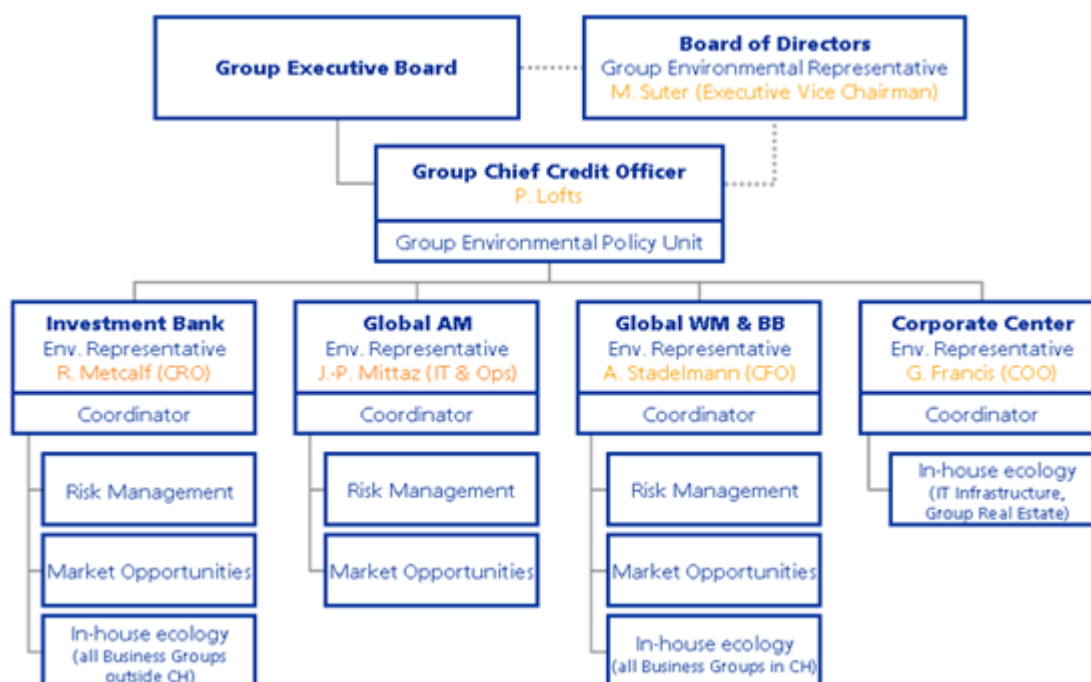 Group Executive Board
Board of Directors
Group Environmental Representative
M. Suter (Executive Vice Chairman)
Group Chief Credit Officer
P. Lofts
Group Environmental Policy Unit
Investment Bank
Env. Representative
R. Metcalf (CRO)
Coordinator
Risk Management
Market Opportunities
In-house ecology
(all Business Groups
outside CH)
Global AM
Env. Representative
J.-P. Mittaz (IT & Ops)
Coordinator
Risk Management
Market Opportunities
Global WM & BB
Env. Representative
A. Stadelmann (CFO)
Coordinator
Risk Management
Market Opportunities
In-house ecology
(all Business Groups in CH)
Corporate Center
Env. Representative
G. Francis (COO)
Coordinator
In-house ecology
(IT Infrastructure,
Group Real Estate)